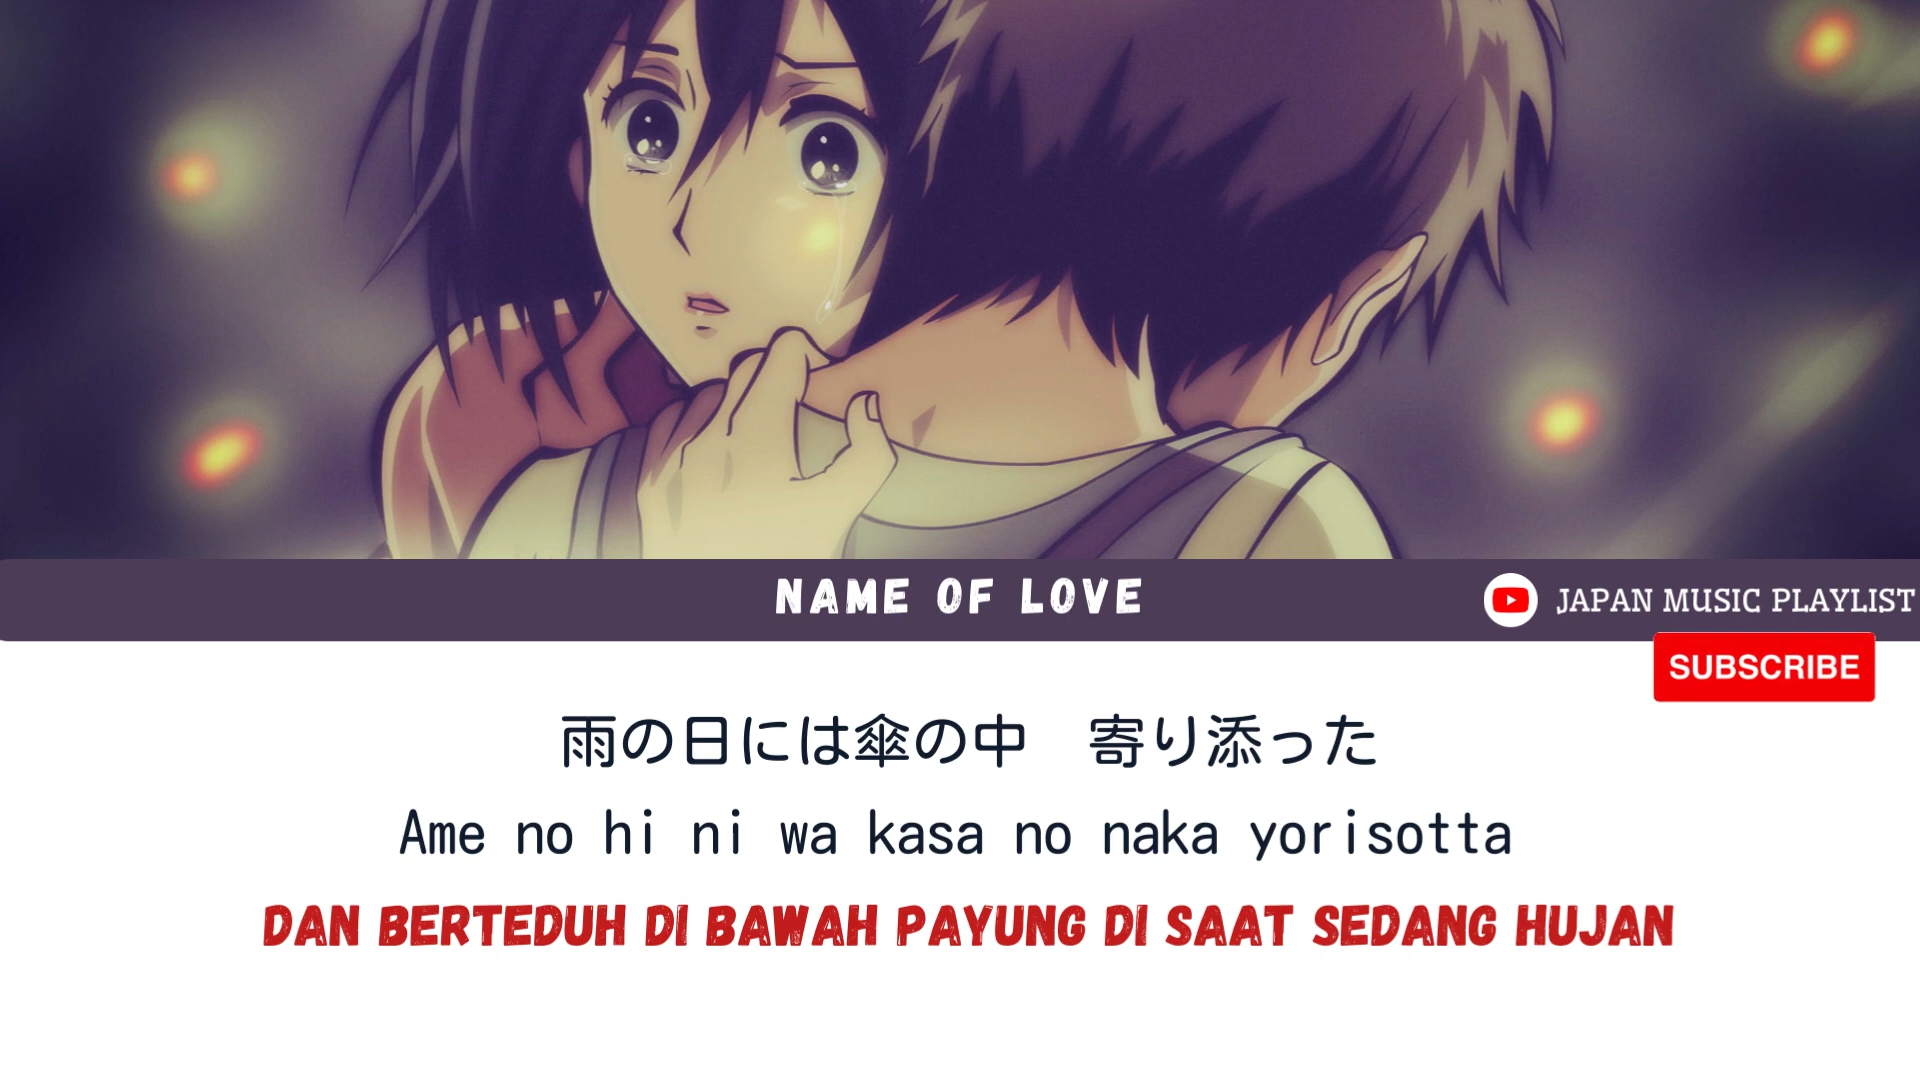 NAME OF LOVE
JAPAN MUSIC PLAYLIST
SUBSCRIBE
雨の日には傘の中　寄り添った
Ame no hi ni wa kasa no naka yorisotta
DAN BERTEDUH DI BAWAH PAYUNG DI SAAT SEDANG HUJAN